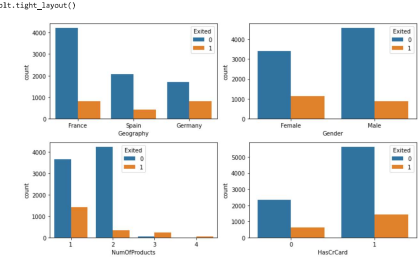 plt.tight_layout()
Exited
0
1
4000
3000
2000
1000
0
count
France Spain Germany
Geography
Exited
0
1
4000
3000
2000
1000
0
count
Female Male
Gender
Exited
0
1
4000
3000
2000
1000
0
count
1 2 3 4
NumOfProducts
Exited
0
1
5000
4000
3000
2000
1000
0
count
0 1
HasCrCard